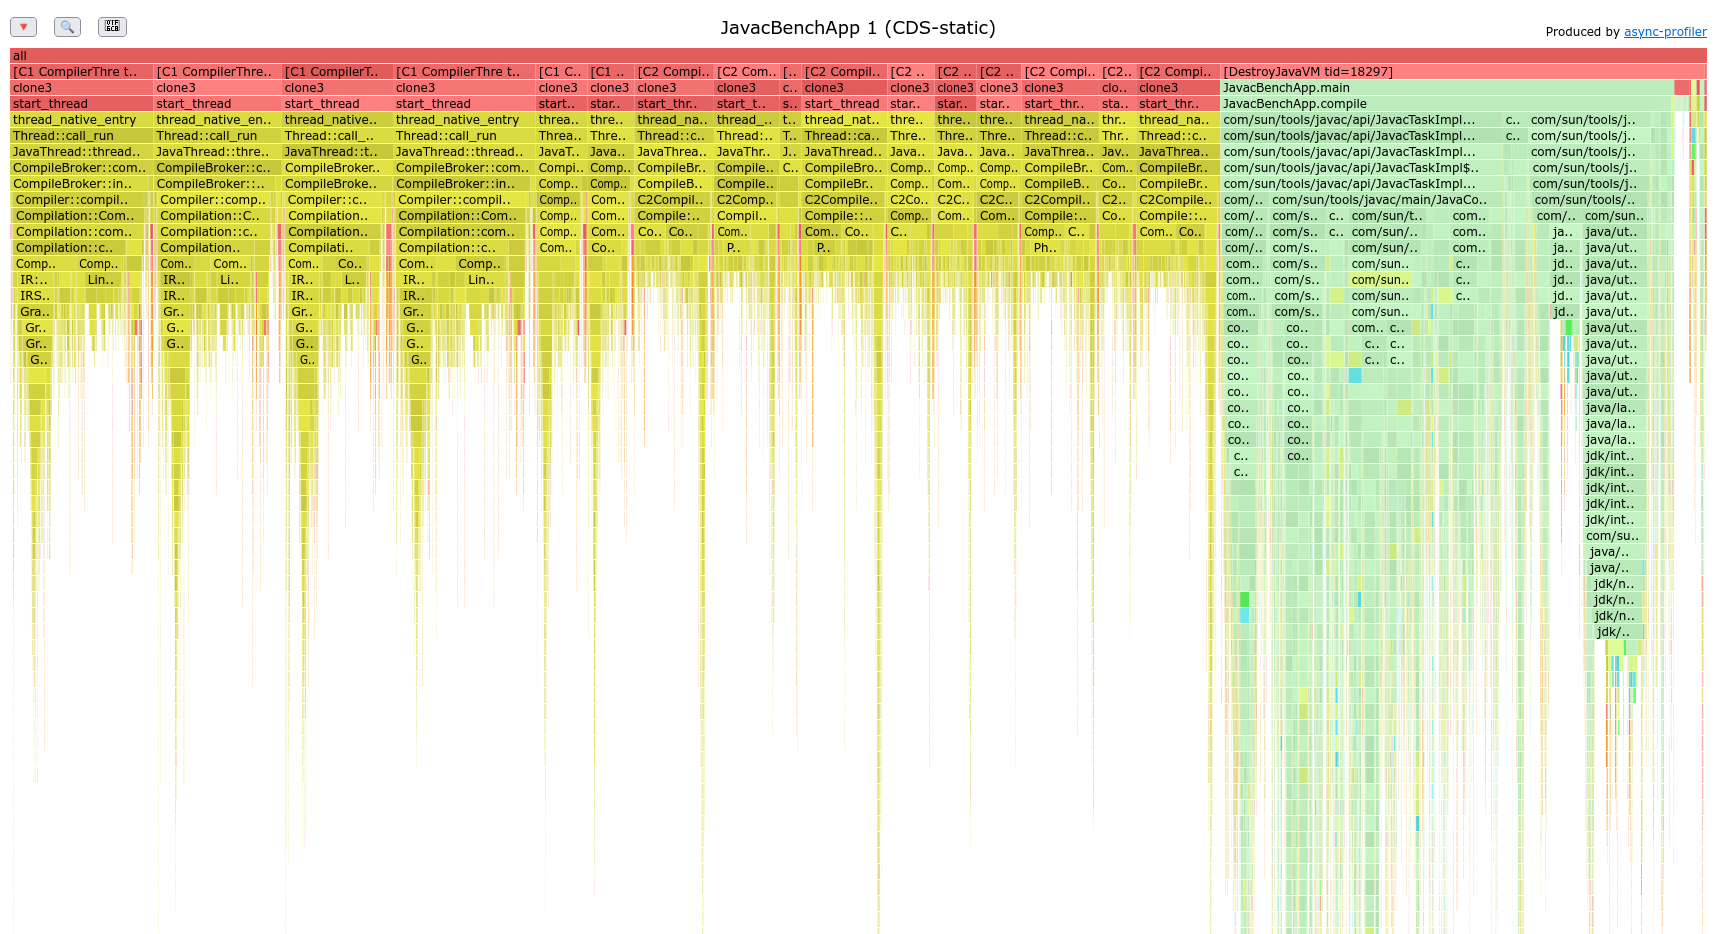 JavacBenchApp 1 (CDS-static)
Produced by async-profiler
all
[C1 CompilerThre t.. [C1 CompilerThre.. [C1 CompilerT.. [C1 CompilerThre t.. [C1 C.. [C1 .. [C2 Compi.. [C2 Com.. [.. [C2 Compil.. [C2 .. [C2 .. [C2 .. [C2 Compi.. [C2.. [C2 Compi.. [DestroyJavaVM tid=18297]
clone3 clone3 clone3 clone3 clone3 clone3 clone3 clone3 c.. clone3 clone3 clone3 clone3 clone3 clo.. clone3 JavacBenchApp.main
start_thread start_thread start_thread start_thread start.. star.. start_thr.. start_t.. s.. start_thread star.. star.. star.. start_thr.. sta.. start_thr.. JavacBenchApp.compile
thread_native_entry thread_native_en.. thread_native.. thread_native_entry threa.. thre.. thread_na.. thread_.. t.. thread_nat.. thre.. thre.. thre.. thread_na.. thr.. thread_na.. com/sun/tools/javac/api/JavacTaskImpl... c.. com/sun/tools/j..
Thread::call_run Thread::call_run Thread::call_.. Thread::call_run Threa.. Thre.. Thread::c.. Thread:.. T.. Thread::ca.. Thre.. Thre.. Thre.. Thread::c.. Thr.. Thread::c.. com/sun/tools/javac/api/JavacTaskImpl... c.. com/sun/tools/j..
JavaThread::thread.. JavaThread::thre.. JavaThread::t.. JavaThread::thread.. JavaT.. Java.. JavaThrea.. JavaThr.. J.. JavaThread.. Java.. Java.. Java.. JavaThrea.. Jav.. JavaThrea.. com/sun/tools/javac/api/JavacTaskImpl... com/sun/tools/j..
CompileBroker::com.. CompileBroker::c.. CompileBroker.. CompileBroker::com.. Compi.. Comp.. CompileBr.. Compile.. C.. CompileBro.. Comp.. Com.. Comp.. CompileBr.. Com.. CompileBr.. com/sun/tools/javac/api/JavacTaskImpl$.. com/sun/tools/j..
CompileBroker::in.. CompileBroker::.. CompileBroke.. CompileBroker::in.. Comp.. Comp.. CompileB.. Compile.. CompileBr.. Comp.. Com.. Comp.. CompileB.. Co.. CompileBr.. com/sun/tools/javac/api/JavacTaskImpl... com/sun/tools/j..
Compiler::compil.. Compiler::comp.. Compiler::c.. Compiler::compil.. Comp.. Com.. C2Compil.. C2Comp.. C2Compile.. C2Co.. C2C.. C2C.. C2Compil.. C2.. C2Compile.. com/.. com/sun/tools/javac/main/JavaCo.. com/sun/tools/..
Compilation::Com.. Compilation::C.. Compilation.. Compilation::Com.. Comp.. Com.. Compile:.. Compil.. Compile::.. Comp.. Com.. Com.. Compile:.. Co.. Compile::.. com/.. com/s.. c.. com/sun/t.. com.. com/.. com/sun..
Compilation::com.. Compilation::c.. Compilation.. Compilation::com.. Comp.. Com.. Co.. Co.. Com.. Com.. Co.. C.. Comp.. C.. Com.. Co.. com/.. com/s.. c.. com/sun/.. com.. ja.. java/ut..
Compilation::c.. Compilation.. Compilati.. Compilation::c.. Com.. Co.. P.. P.. Ph.. com/.. com/s.. com/sun/.. com.. ja.. java/ut..
Comp.. Comp.. Com.. Com.. Com.. Co.. Com.. Comp.. com.. com/s.. com/sun.. c.. jd.. java/ut..
IR:.. Lin.. IR.. Li.. IR.. L.. IR.. Lin.. com.. com/s.. com/sun.. c.. jd.. java/ut..
IRS.. IR.. IR.. IR.. com.. com/s.. com/sun.. c.. jd.. java/ut..
Gra.. Gr.. Gr.. Gr.. com.. com/s.. com/sun.. jd.. java/ut..
Gr.. G.. G.. G.. co.. co.. com.. c.. java/ut..
Gr.. G.. G.. G.. co.. co.. c.. c.. java/ut..
G.. G.. G.. co.. co.. c.. c.. java/ut..
co.. co.. java/ut..
co.. co.. java/ut..
co.. co.. java/la..
co.. co.. java/la..
co.. co.. java/la..
c.. co.. jdk/int..
c.. jdk/int..
jdk/int..
jdk/int..
jdk/int..
com/su..
java/..
java/..
jdk/n..
jdk/n..
jdk/n..
jdk/..